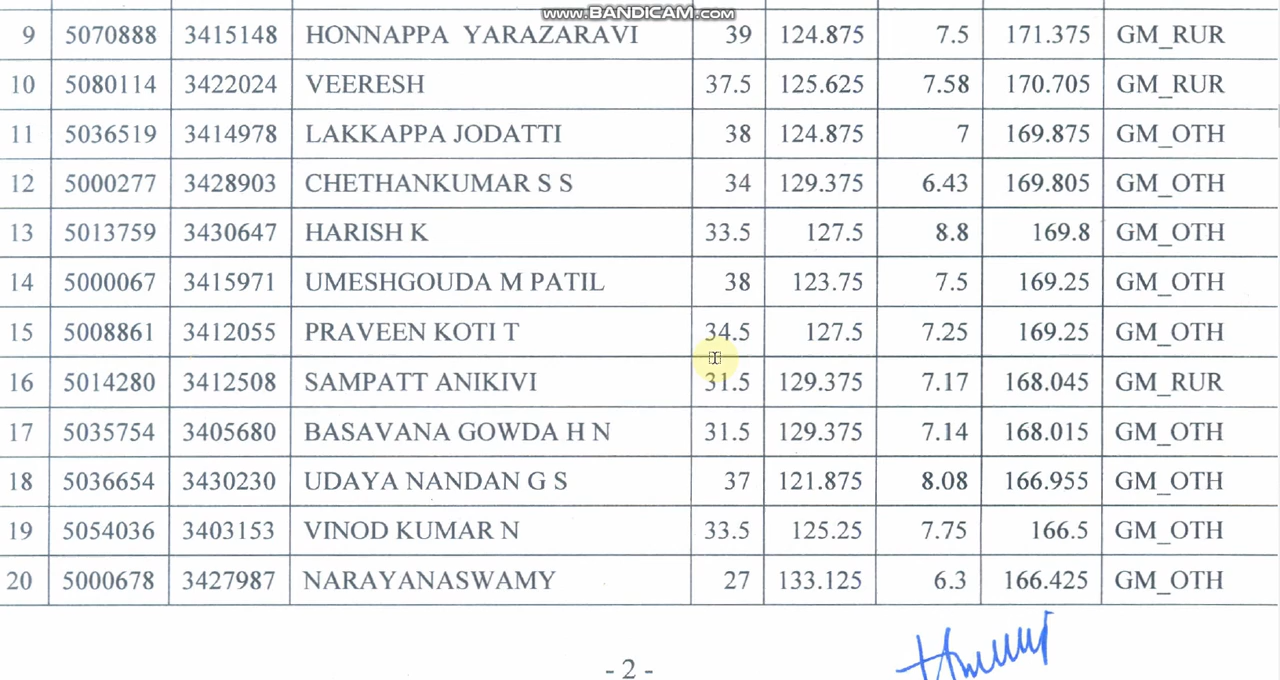 www.BANDICAM.com
9 5070888 3415148 HONNAPPA YARAZARAVI 39 124.875 7.5 171.375 GM_RUR
10 5080114 3422024 VEERESH 37.5 125.625 7.58 170.705 GM_RUR
11 5036519 3414978 LAKKAPPA JODATTI 38 124.875 7 169.875 GM_OTH
12 5000277 3428903 CHETHANKUMAR S S 34 129.375 6.43 169.805 GM_OTH
13 5013759 3430647 HARISH K 33.5 127.5 8.8 169.8 GM_OTH
14 5000067 3415971 UMESHGOUDA M PATIL 38 123.75 7.5 169.25 GM_OTH
15 5008861 3412055 PRAVEEN KOTI T 34.5 127.5 7.25 169.25 GM_OTH
16 5014280 3412508 SAMPATT ANIKIVI 31.5 129.375 7.17 168.045 GM_RUR
17 5035754 3405680 BASAVANA GOWDA H N 31.5 129.375 7.14 168.015 GM_OTH
18 5036654 3430230 UDAYA NANDAN G S 37 121.875 8.08 166.955 GM_OTH
19 5054036 3403153 VINOD KUMAR N 33.5 125.25 7.75 166.5 GM_OTH
20 5000678 3427987 NARAYANASWAMY 27 133.125 6.3 166.425 GM_OTH
- 2 -